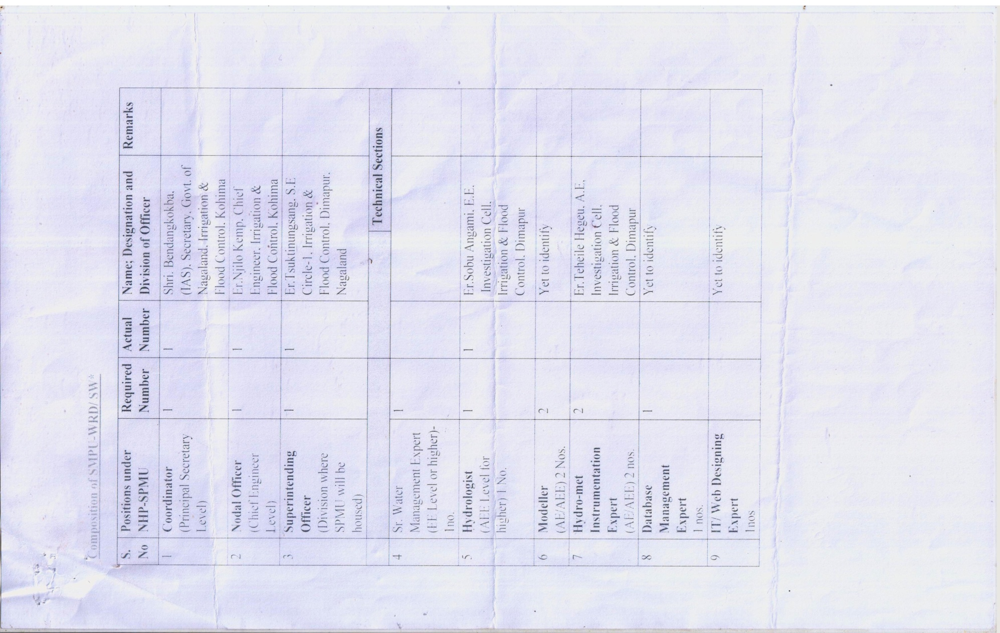 Composition of SMPU-WRD/ SW*
S. No | Positions under NHP-SPMU | Required Number | Actual Number | Name; Designation and Division of Officer | Remarks
1 | Coordinator (Principal Secretary Level) | 1 | 1 | Shri. Bendangkokba, (IAS), Secretary, Govt. of Nagaland, Irrigation & Flood Control, Kohima
2 | Nodal Officer (Chief Engineer Level) | 1 | 1 | Er.Njilo Kemp, Chief Engineer, Irrigation & Flood Control, Kohima
3 | Superintending Officer (Division where SPMU will be housed) | 1 | 1 | Er.Tsuktinungsang, S.E Circle-1, Irrigation & Flood Control, Dimapur, Nagaland
Technical Sections
4 | Sr. Water Management Expert (EE Level or higher)- 1no. | 1
5 | Hydrologist (AEE Level for higher) 1 No. | 1 | 1 | Er.Sobu Angami, E.E, Investigation Cell, Irrigation & Flood Control, Dimapur
6 | Modeller (AE/AEE) 2 Nos. | 2 | Yet to identify
7 | Hydro-met Instrumentation Expert (AE/AEE) 2 nos. | 2 | Er.Teheile Hegeu, A.E, Investigation Cell, Irrigation & Flood Control, Dimapur
8 | Database Management Expert 1 nos. | 1 | Yet to identify
9 | IT/ Web Designing Expert 1nos | Yet to identify